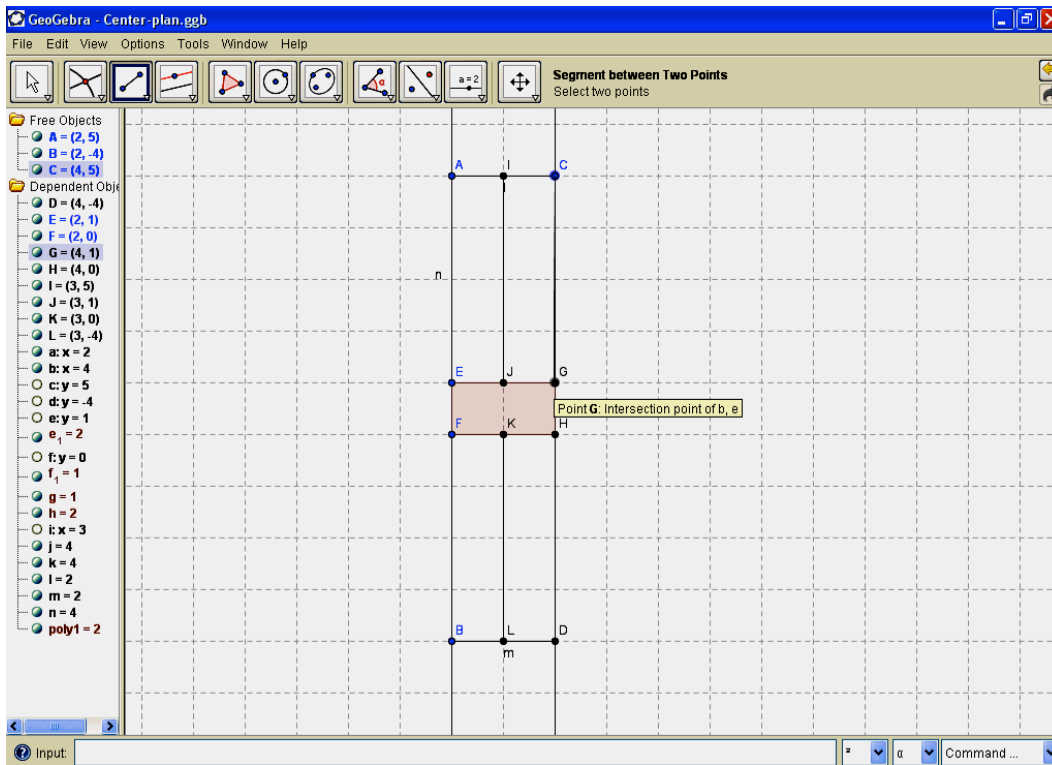 GeoGebra - Center-plan.ggb
File Edit View Options Tools Window Help
a=2
Segment between Two Points
Select two points
Free Objects
A = (2, 5)
B = (2, -4)
C = (4, 5)
Dependent Obje
D = (4, -4)
E = (2, 1)
F = (2, 0)
G = (4, 1)
H = (4, 0)
I = (3, 5)
J = (3, 1)
K = (3, 0)
L = (3, -4)
a: x = 2
b: x = 4
c: y = 5
d: y = -4
e: y = 1
e₁ = 2
f: y = 0
f₁ = 1
g = 1
h = 2
i: x = 3
j = 4
k = 4
l = 2
m = 2
n = 4
poly1 = 2
A I C
l
n
E J G
Point G: Intersection point of b, e
F K H
B L D
m
Input: ² α Command ...